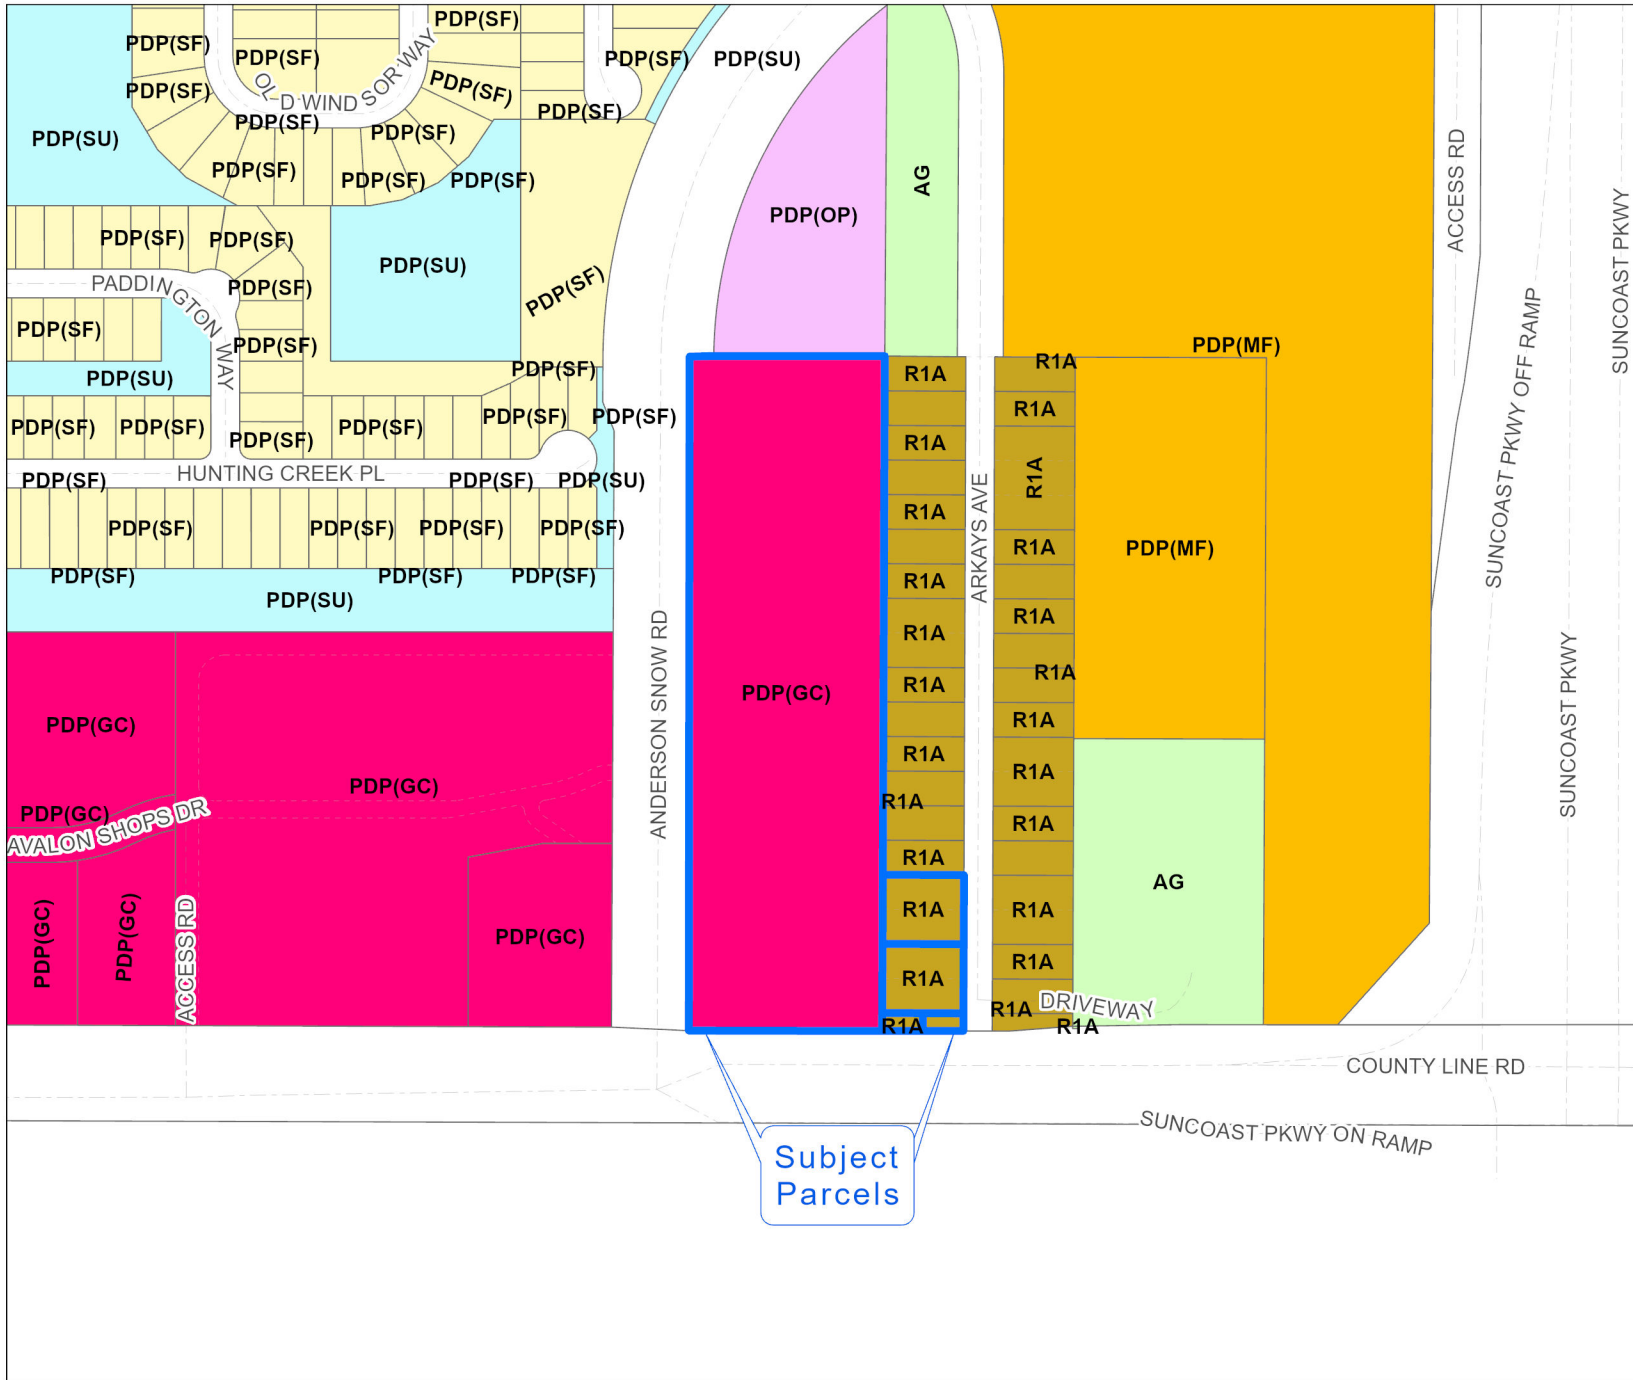 PDP(SF)
PDP(SF)
PDP(SF)
PDP(SF)
PDP(SU)
OLD WINDSOR WAY
PDP(SF)
PDP(SF)
PDP(SF)
PDP(SF)
PDP(SU)
PDP(SF)
PDP(SF)
PDP(SF)
PDP(SF)
PDP(SF)
AG
PDP(OP)
ACCESS RD
SUNCOAST PKWY
PDP(SF)
PDP(SF)
PDP(SU)
PADDINGTON WAY
PDP(SF)
PDP(SF)
PDP(SF)
PDP(SF)
PDP(MF)
SUNCOAST PKWY OFF RAMP
PDP(SU)
PDP(SF)
R1A
R1A
PDP(SF)
PDP(SF)
PDP(SF)
PDP(SF)
PDP(SF)
PDP(SF)
R1A
R1A
HUNTING CREEK PL
PDP(SF)
PDP(SF)
PDP(SU)
R1A
ARKAYS AVE
PDP(SF)
PDP(SF)
PDP(SF)
PDP(SF)
R1A
R1A
PDP(MF)
PDP(SF)
PDP(SF)
PDP(SF)
R1A
PDP(SU)
R1A
R1A
ANDERSON SNOW RD
R1A
R1A
PDP(GC)
R1A
SUNCOAST PKWY
PDP(GC)
R1A
R1A
PDP(GC)
R1A
R1A
PDP(GC)
AVALON SHOPS DR
R1A
R1A
AG
R1A
R1A
PDP(GC)
PDP(GC)
ACCESS RD
PDP(GC)
R1A
R1A
R1A
DRIVEWAY
R1A
R1A
COUNTY LINE RD
SUNCOAST PKWY ON RAMP
Subject
Parcels